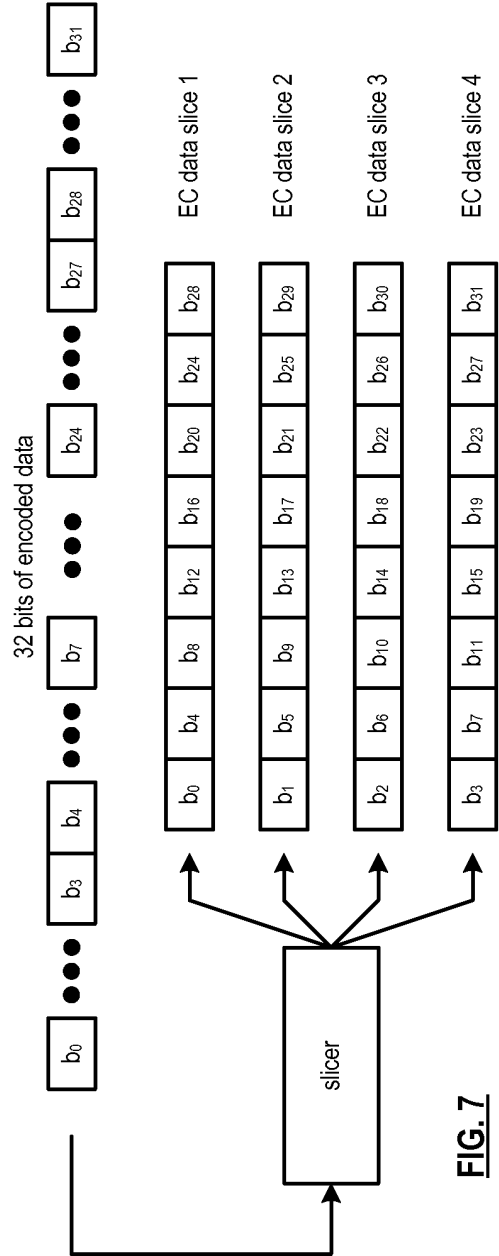 32 bits of encoded data
b0 b3 b4 b7 b24 b27 b28 b31
slicer
b0 b4 b8 b12 b16 b20 b24 b28 EC data slice 1
b1 b5 b9 b13 b17 b21 b25 b29 EC data slice 2
b2 b6 b10 b14 b18 b22 b26 b30 EC data slice 3
b3 b7 b11 b15 b19 b23 b27 b31 EC data slice 4
FIG. 7